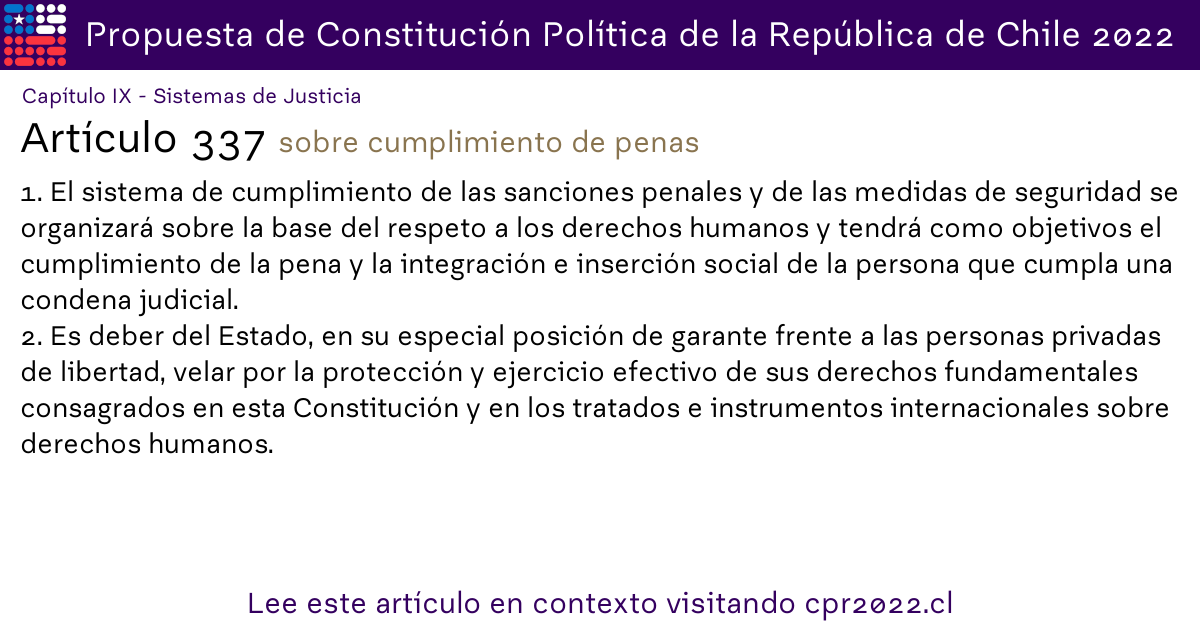 Propuesta de Constitución Política de la República de Chile 2022
Capítulo IX - Sistemas de Justicia
Artículo 337 sobre cumplimiento de penas
1. El sistema de cumplimiento de las sanciones penales y de las medidas de seguridad se
organizará sobre la base del respeto a los derechos humanos y tendrá como objetivos el
cumplimiento de la pena y la integración e inserción social de la persona que cumpla una
condena judicial.
2. Es deber del Estado, en su especial posición de garante frente a las personas privadas
de libertad, velar por la protección y ejercicio efectivo de sus derechos fundamentales
consagrados en esta Constitución y en los tratados e instrumentos internacionales sobre
derechos humanos.
Lee este artículo en contexto visitando cpr2022.cl